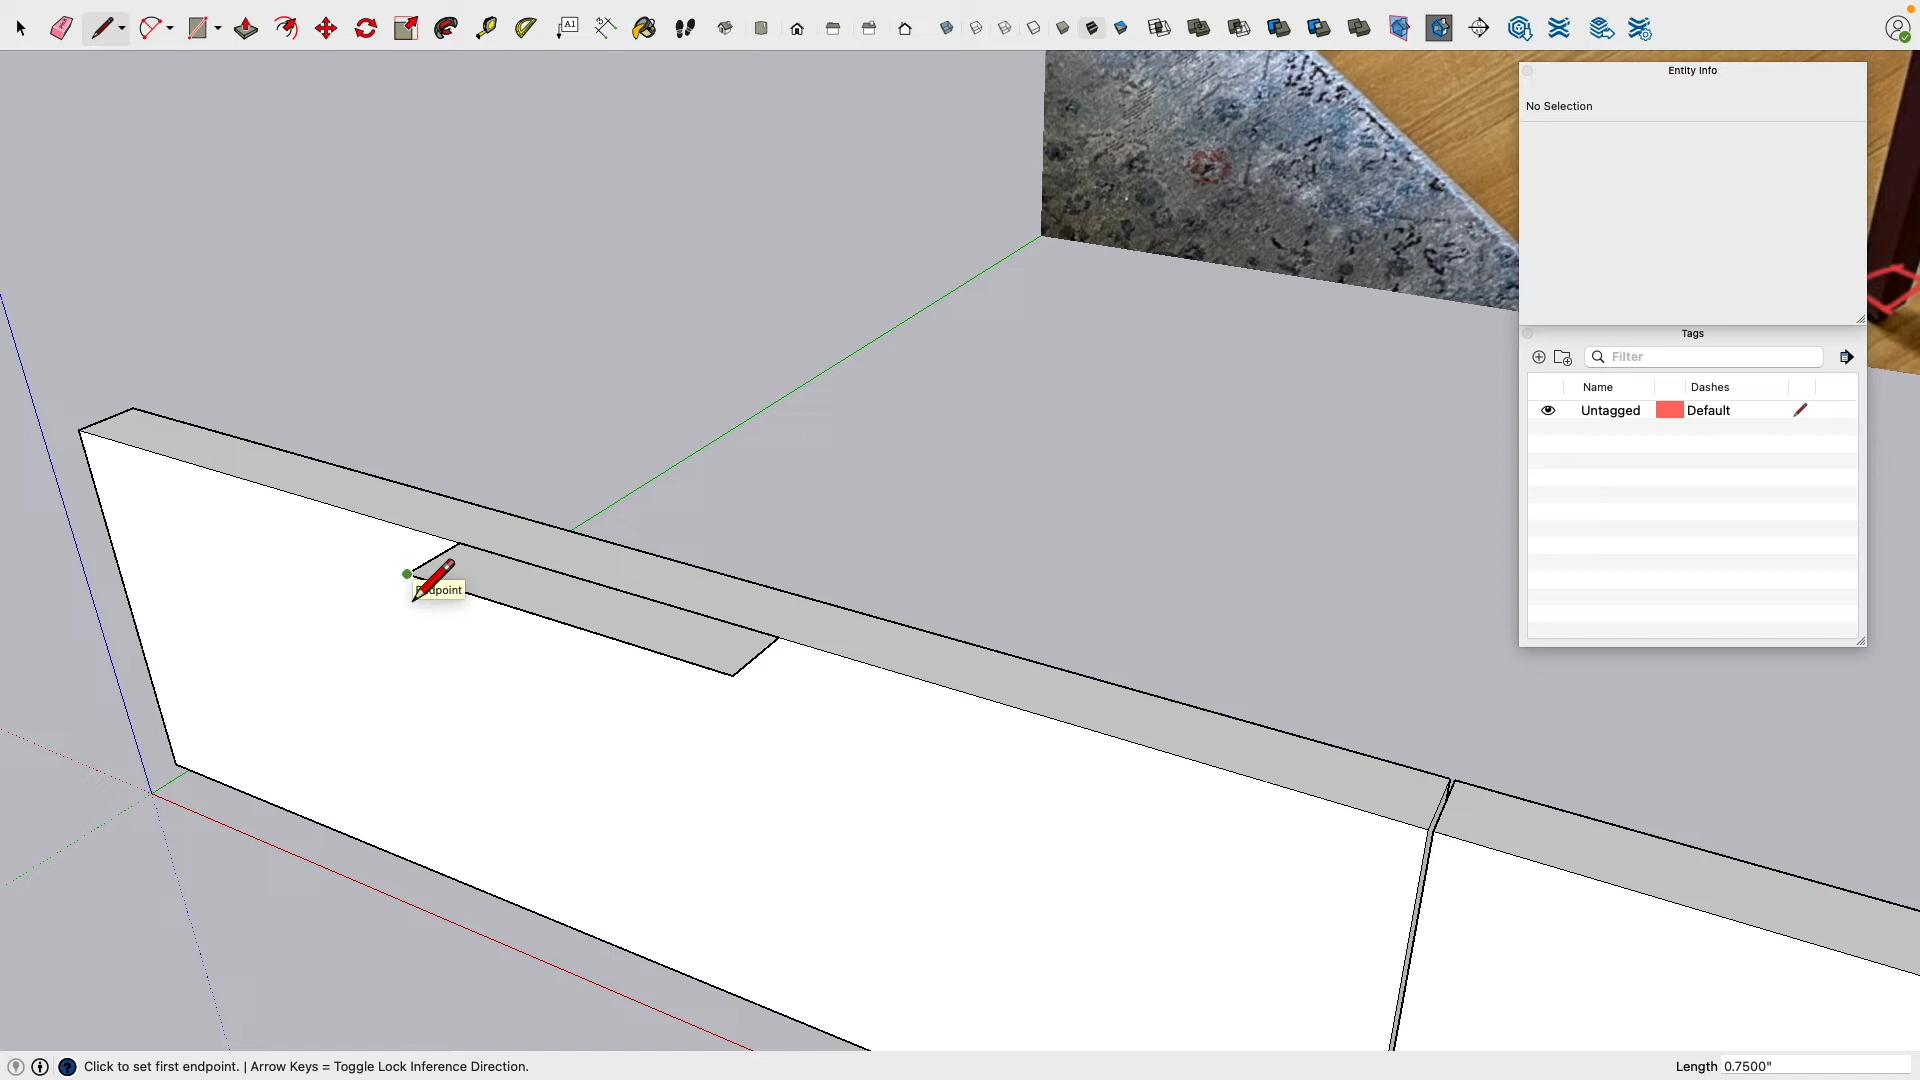 A1
Entity Info
No Selection
Tags
Filter
Name
Dashes
Untagged
Default
Click to set first endpoint. | Arrow Keys = Toggle Lock Inference Direction.
Length 0.7500"